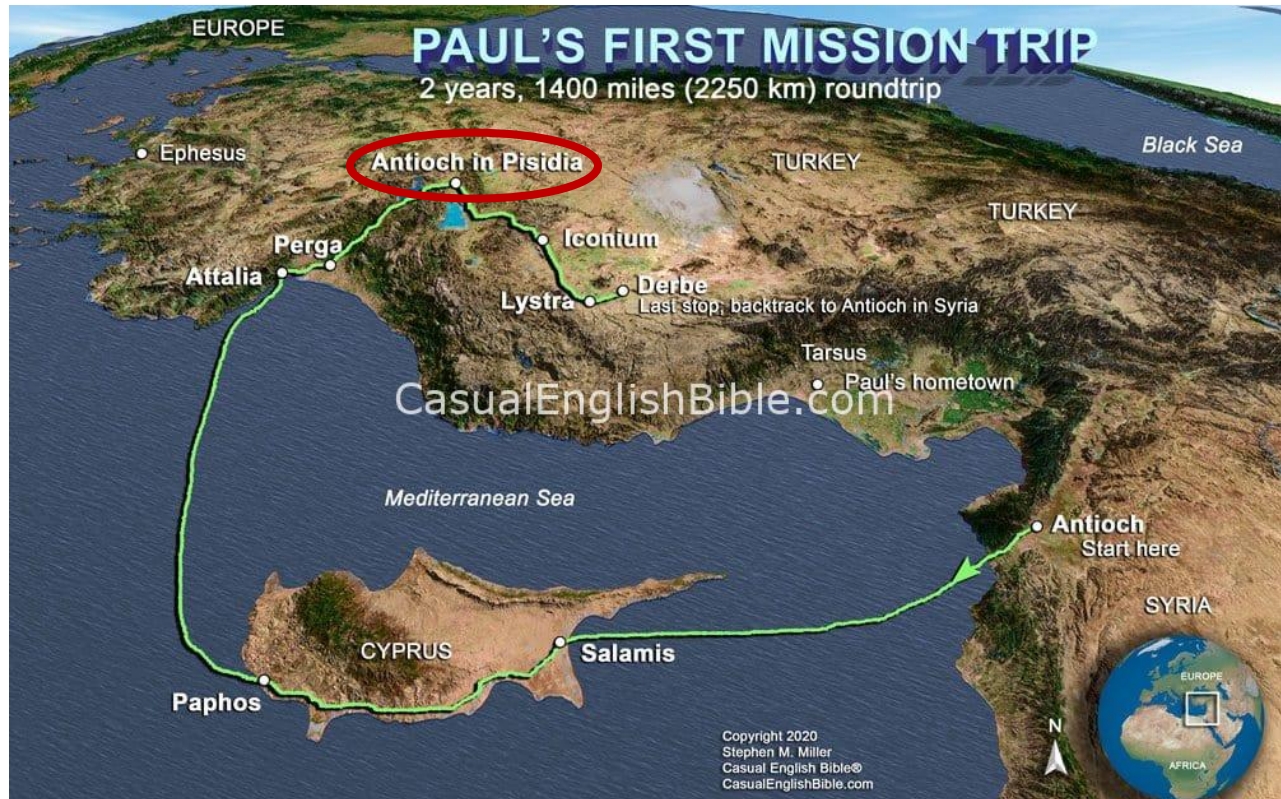 EUROPE
PAUL'S FIRST MISSION TRIP
2 years, 1400 miles (2250 km) roundtrip
Black Sea
Ephesus
Antioch in Pisidia
TURKEY
TURKEY
Perga
Iconium
Attalia
Derbe
Lystra
Last stop, backtrack to Antioch in Syria
Tarsus
Paul's hometown
CasualEnglishBible.com
Mediterranean Sea
Antioch
Start here
SYRIA
CYPRUS
Salamis
Paphos
EUROPE
N
AFRICA
Copyright 2020
Stephen M. Miller
Casual English Bible®
CasualEnglishBible.com